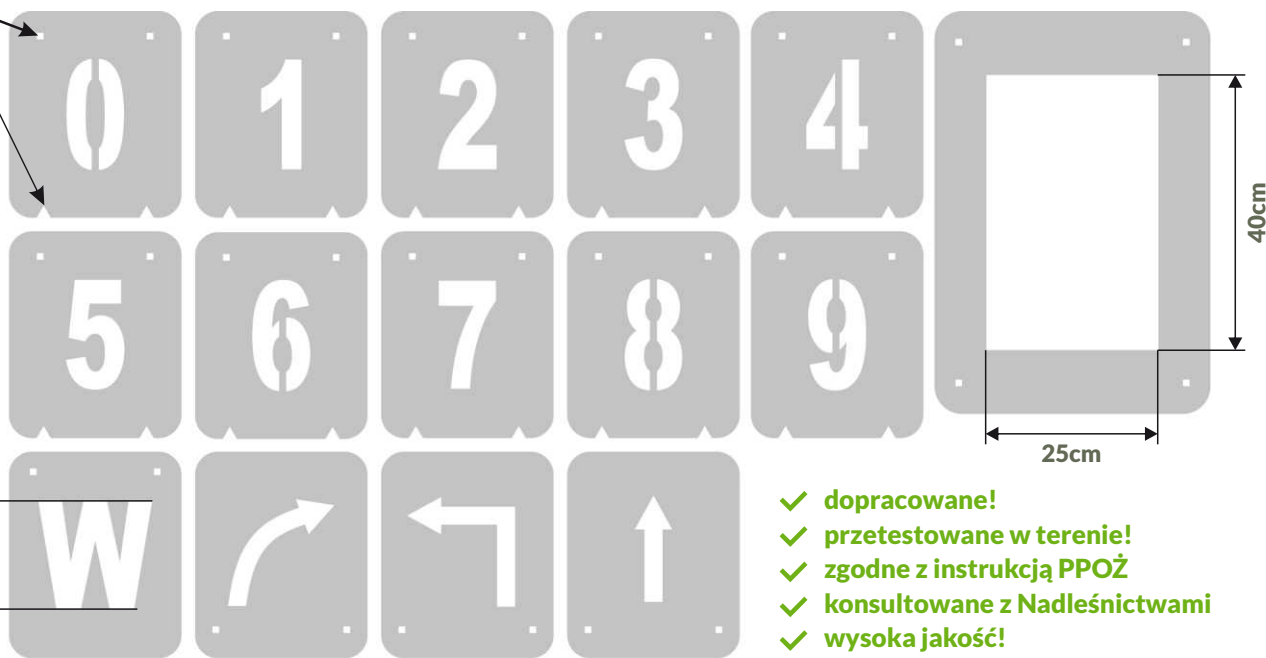 0 1 2 3 4
40cm
5 6 7 8 9
25cm
W
dopracowane!
przetestowane w terenie!
zgodne z instrukcją PPOŻ
konsultowane z Nadleśnictwami
wysoka jakość!